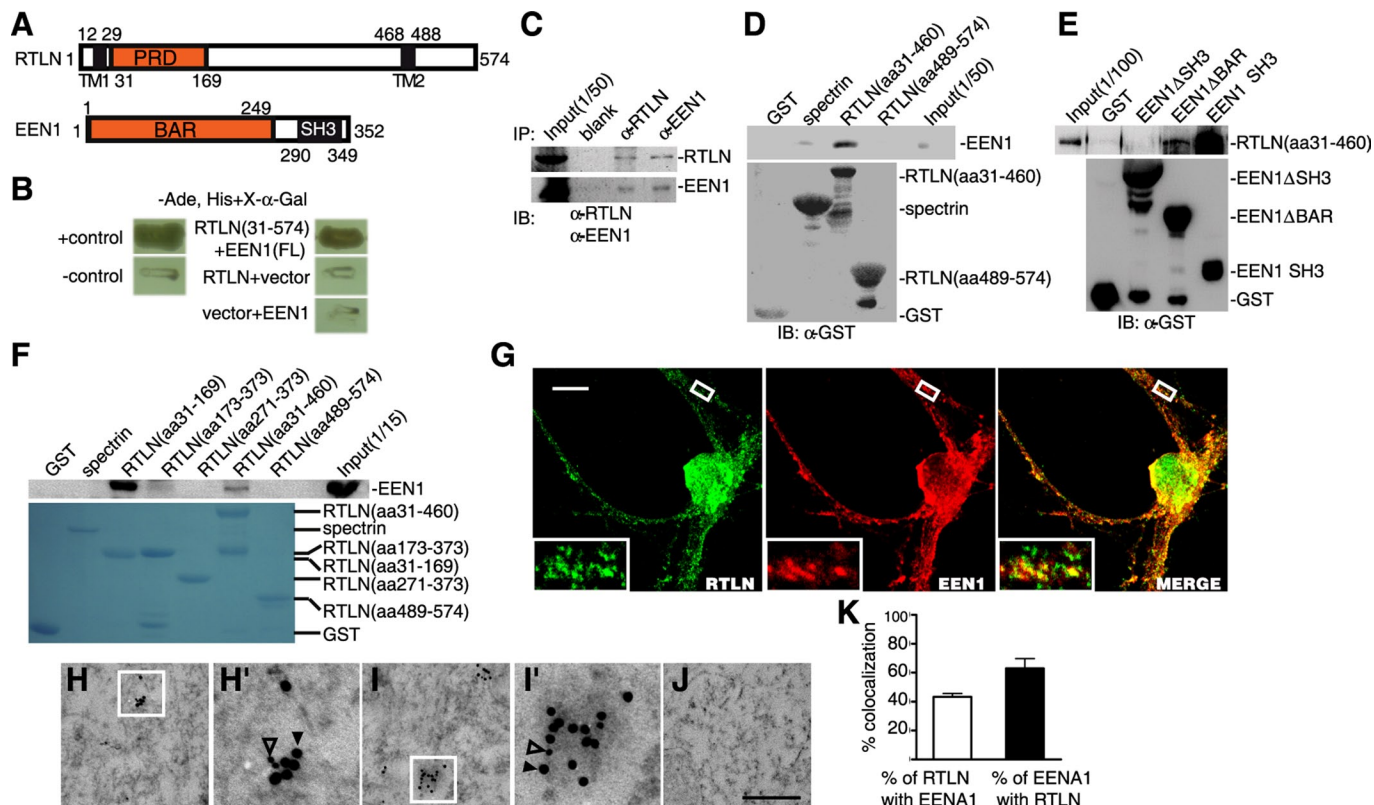 A
12 29
468 488
RTLN 1
PRD
574
TM1 31
169
TM2
1
249
EEN1 1
BAR
SH3
352
290
349
B
-Ade, His+X-α-Gal
+control
RTLN(31-574)
+EEN1(FL)
-control
RTLN+vector
vector+EEN1
C
Input(1/50)
blank
α-RTLN
α-EEN1
IP:
-RTLN
-EEN1
IB:
α-RTLN
α-EEN1
D
GST
spectrin
RTLN(aa31-460)
RTLN(aa489-574)
Input(1/50)
-EEN1
-RTLN(aa31-460)
-spectrin
-RTLN(aa489-574)
-GST
IB: α-GST
E
Input(1/100)
GST
EEN1ΔSH3
EEN1ΔBAR
EEN1 SH3
-RTLN(aa31-460)
-EEN1ΔSH3
-EEN1ΔBAR
-EEN1 SH3
-GST
IB: α-GST
F
GST
spectrin
RTLN(aa31-169)
RTLN(aa173-373)
RTLN(aa271-373)
RTLN(aa31-460)
RTLN(aa489-574)
Input(1/15)
-EEN1
RTLN(aa31-460)
spectrin
RTLN(aa173-373)
RTLN(aa31-169)
RTLN(aa271-373)
RTLN(aa489-574)
GST
G
RTLN
EEN1
MERGE
H
H'
I
I'
J
K
% colocalization
100
80
60
40
20
% of RTLN
with EENA1
% of EENA1
with RTLN